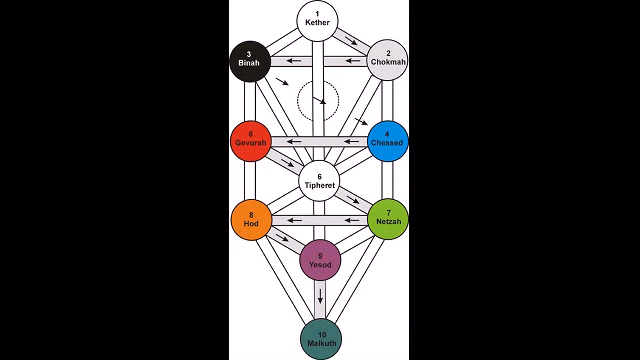 1
Kether
2
Chokmah
3
Binah
4
Chessed
5
Gevurah
6
Tipheret
7
Netzah
8
Hod
9
Yesod
10
Malkuth